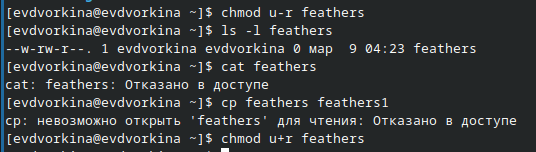 [evdvorkina@evdvorkina ~]$ chmod u-r feathers
[evdvorkina@evdvorkina ~]$ ls -l feathers
--w-rw-r--. 1 evdvorkina evdvorkina 0 мар  9 04:23 feathers
[evdvorkina@evdvorkina ~]$ cat feathers
cat: feathers: Отказано в доступе
[evdvorkina@evdvorkina ~]$ cp feathers feathers1
cp: невозможно открыть 'feathers' для чтения: Отказано в доступе
[evdvorkina@evdvorkina ~]$ chmod u+r feathers